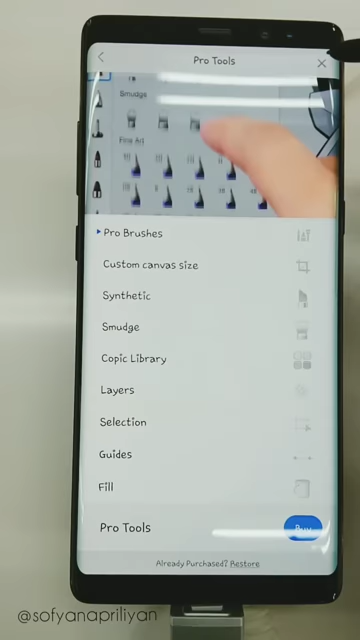 Pro Tools
Smudge
Fine Art
Pro Brushes
Custom canvas size
Synthetic
Smudge
Copic Library
Layers
Selection
Guides
Fill
Pro Tools
Buy
Already Purchased? Restore
@sofyanapriliyan